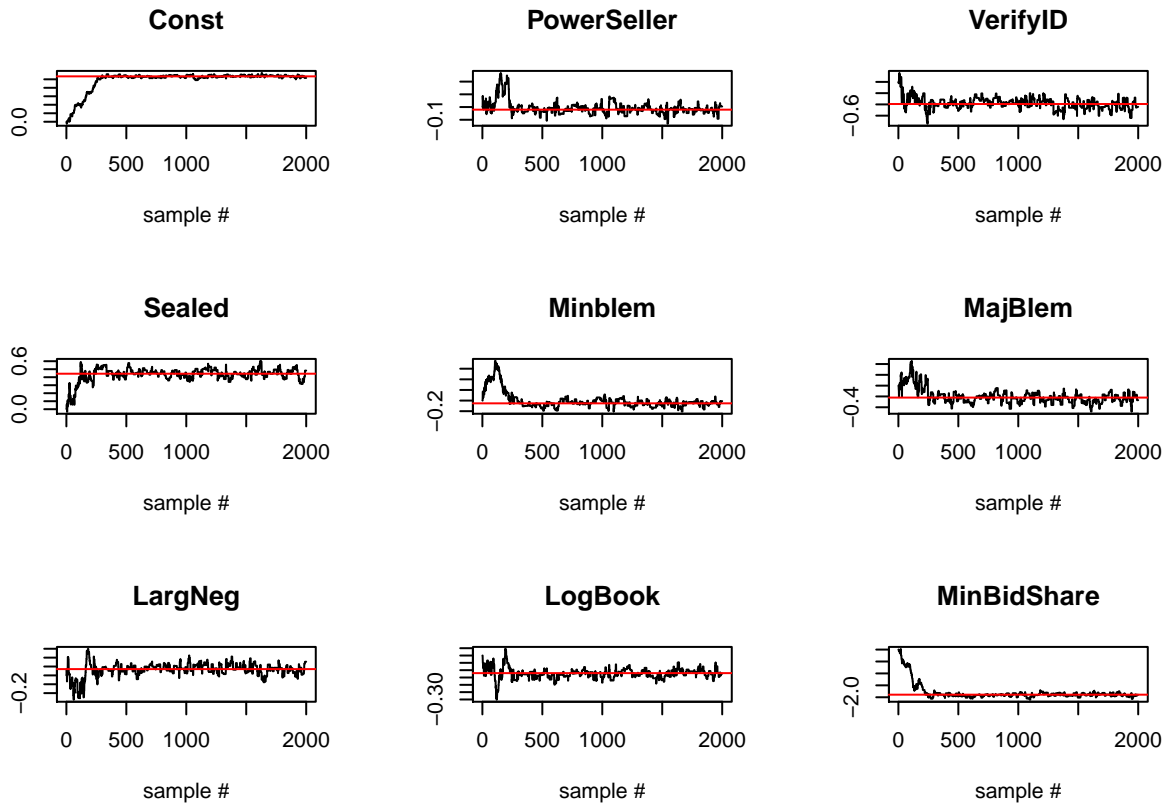 Const
0.0
0 500 1000 2000
sample #
PowerSeller
−0.1
0 500 1000 2000
sample #
VerifyID
−0.6
0 500 1000 2000
sample #
Sealed
0.6
0.0
0 500 1000 2000
sample #
Minblem
−0.2
0 500 1000 2000
sample #
MajBlem
−0.4
0 500 1000 2000
sample #
LargNeg
−0.2
0 500 1000 2000
sample #
LogBook
−0.30
0 500 1000 2000
sample #
MinBidShare
−2.0
0 500 1000 2000
sample #